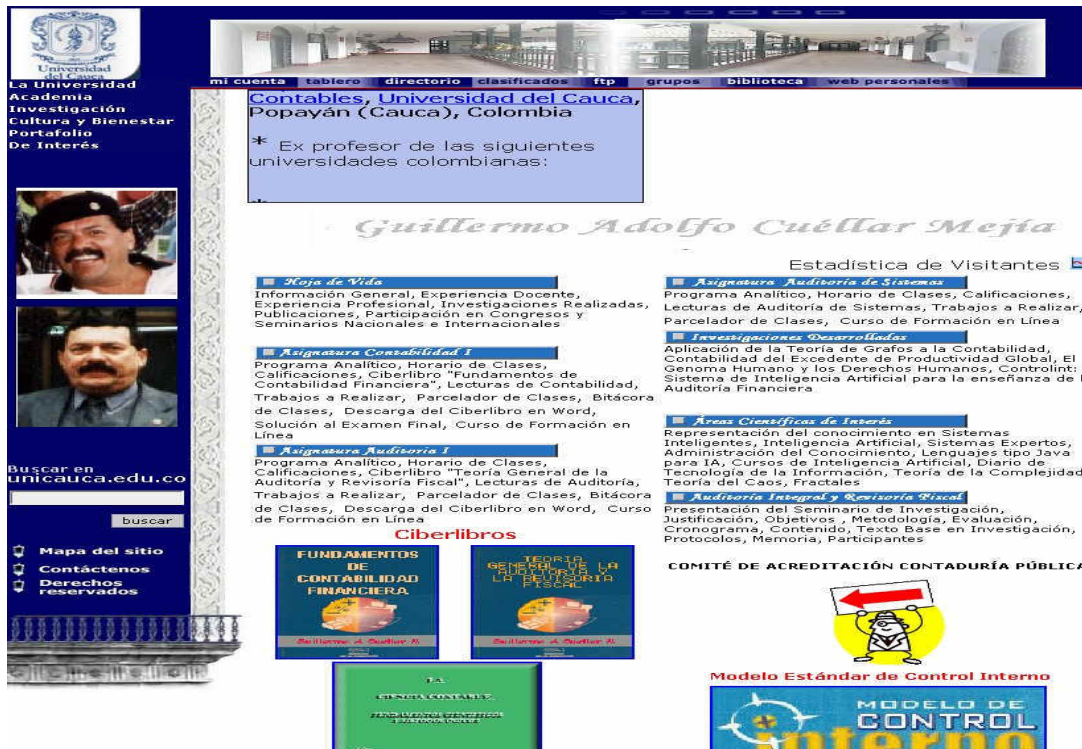 Universidad
del Cauca
La Universidad
Academia
Investigación
Cultura y Bienestar
Portafolio
De Interés
mi cuenta tablero directorio clasificados ftp grupos biblioteca web personales
Contables, Universidad del Cauca,
Popayán (Cauca), Colombia
* Ex profesor de las siguientes
universidades colombianas:
Guillermo Adolfo Cuéllar Mejía
Estadística de Visitantes
Hoja de Vida
Información General, Experiencia Docente,
Experiencia Profesional, Investigaciones Realizadas,
Publicaciones, Participación en Congresos y
Seminarios Nacionales e Internacionales
Asignatura Contabilidad I
Programa Analítico, Horario de Clases,
Calificaciones, Ciberlibro "Fundamentos de
Contabilidad Financiera", Lecturas de Contabilidad,
Trabajos a Realizar, Parcelador de Clases, Bitácora
de Clases, Descarga del Ciberlibro en Word,
Solución al Examen Final, Curso de Formación en
Línea
Asignatura Auditoria I
Programa Analítico, Horario de Clases,
Calificaciones, Ciberlibro "Teoría General de la
Auditoría y Revisoría Fiscal", Lecturas de Auditoría,
Trabajos a Realizar, Parcelador de Clases, Bitácora
de Clases, Descarga del Ciberlibro en Word, Curso
de Formación en Línea
Asignatura Auditoría de Sistemas
Programa Analítico, Horario de Clases, Calificaciones,
Lecturas de Auditoría de Sistemas, Trabajos a Realizar,
Parcelador de Clases, Curso de Formación en Línea
Investigaciones Desarrolladas
Aplicación de la Teoría de Grafos a la Contabilidad,
Contabilidad del Excedente de Productividad Global, El
Genoma Humano y los Derechos Humanos, Controlint:
Sistema de Inteligencia Artificial para la enseñanza de
Auditoría Financiera
Áreas Científicas de Interés
Representación del conocimiento en Sistemas
Inteligentes, Inteligencia Artificial, Sistemas Expertos,
Administración del Conocimiento, Lenguajes tipo Java
para IA, Cursos de Inteligencia Artificial, Diario de
Tecnología de la Información, Teoría de la Complejidad
Teoría del Caos, Fractales
Auditoría Integral y Revisoría Fiscal
Presentación del Seminario de Investigación,
Justificación, Objetivos , Metodología, Evaluación,
Cronograma, Contenido, Texto Base en Investigación,
Protocolos, Memoria, Participantes
Buscar en
unicauca.edu.co
buscar
Mapa del sitio
Contáctenos
Derechos
reservados
Ciberlibros
FUNDAMENTOS
DE
CONTABILIDAD
FINANCIERA
Guillermo A Cuéllar M.
TEORIA
GENERAL DE LA
AUDITORIA Y
LA REVISORIA
FISCAL
Guillermo A Cuéllar M.
LA
CIENCIA CONTABLE
COMITÉ DE ACREDITACIÓN CONTADURÍA PÚBLICA
Modelo Estándar de Control Interno
MODELO DE
CONTROL
interno